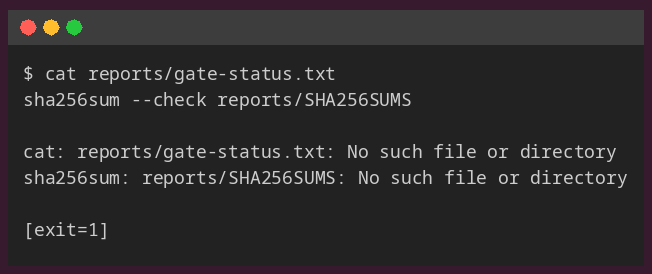 $ cat reports/gate-status.txt
sha256sum --check reports/SHA256SUMS
cat: reports/gate-status.txt: No such file or directory
sha256sum: reports/SHA256SUMS: No such file or directory
[exit=1]